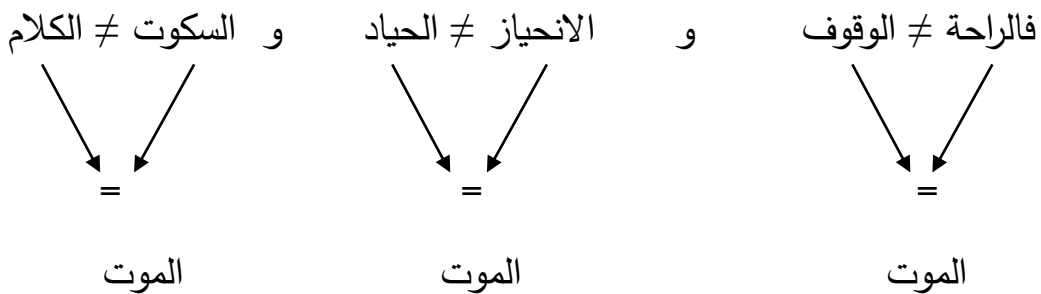 فالراحة ≠ الوقوف و الانحياز ≠ الحياد و السكوت ≠ الكلام
= = =
الموت الموت الموت